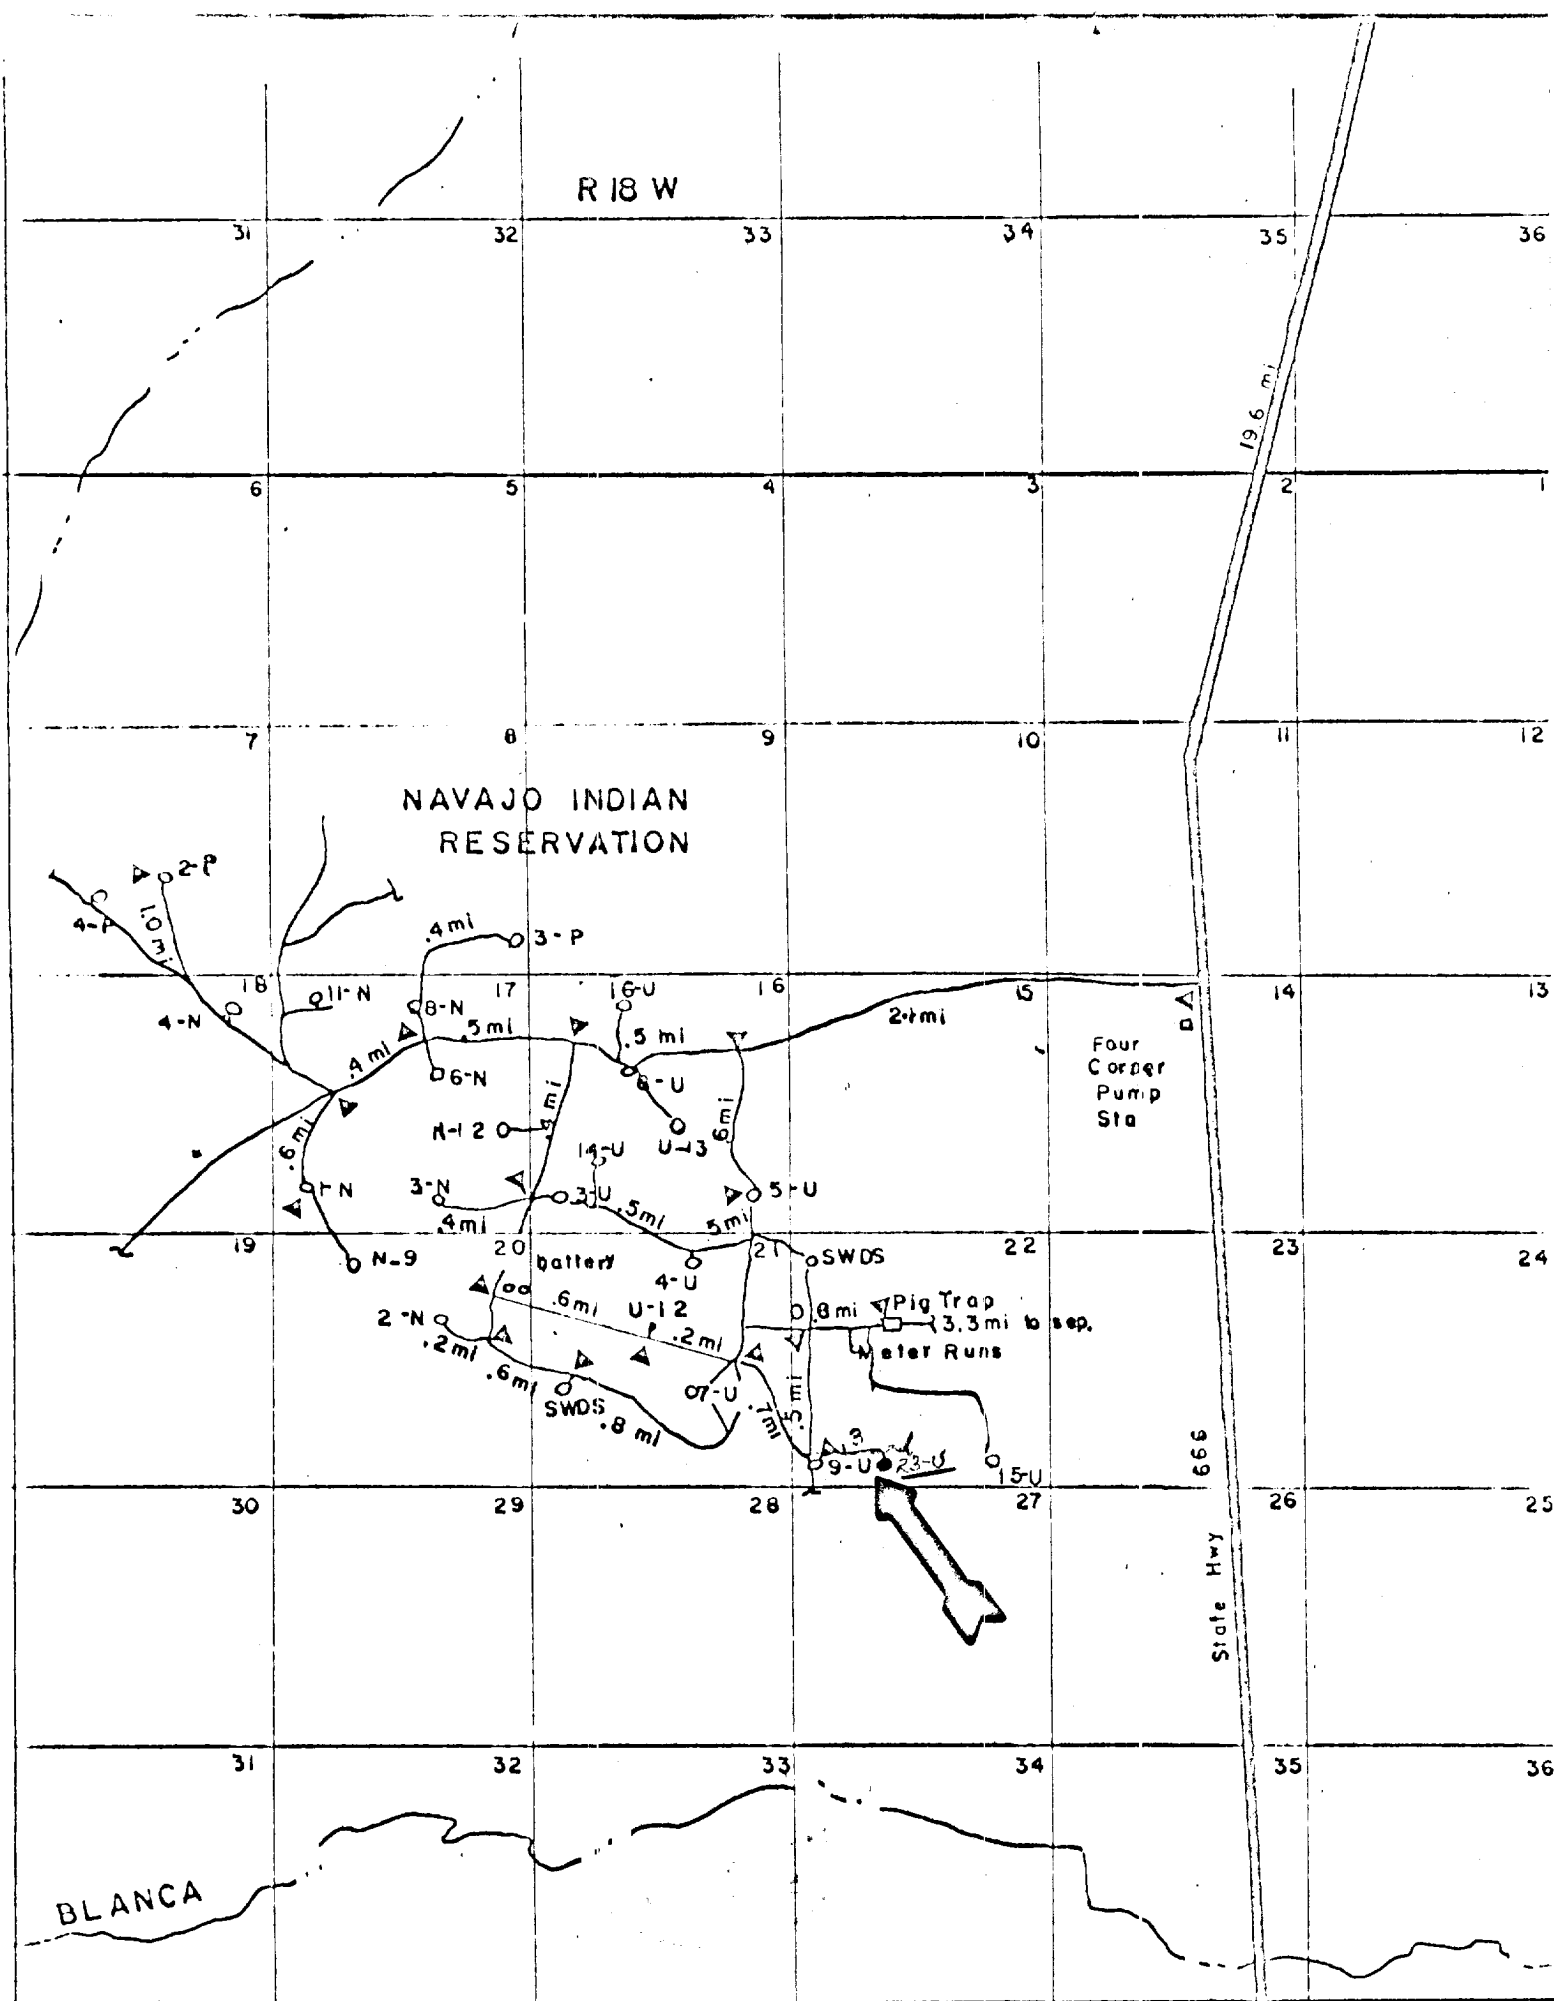 R 18 W
31 32 33 34 35 36
19.6 mi
6 5 4 3 2 1
7 8 9 10 11 12
NAVAJO INDIAN
RESERVATION
2-P
4-P
1.0 mi
.4 mi
3-P
18 17 16 15 14 13
11-N
8-N
16-U
4-N
.5 mi
.5 mi
2.1 mi
.4 mi
6-N
6-U
Four
Corner
Pump
Sta
N-12
U-13
.6 mi
.6 mi
14-U
1-N
3-N
3-U
5-U
.4 mi
.5 mi
.5 mi
19 20 21 22 23 24
N-9
battery
4-U
SWDS
.6 mi
U-12
2-N
.2 mi
.8 mi
Pig Trap
3.3 mi to sep.
Meter Runs
.2 mi
.6 mi
SWDS
.8 mi
07-U
.7 mi
.5 mi
.3
9-U
23-U
15-U
666
30 29 28 27 26 25
State Hwy
31 32 33 34 35 36
BLANCA